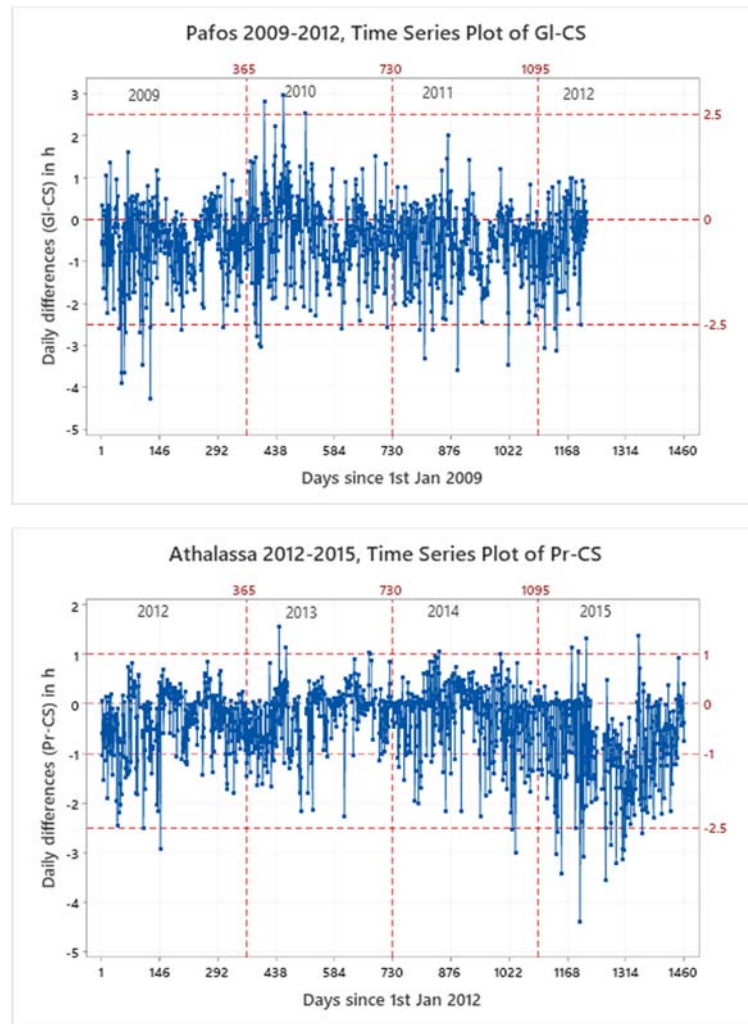 Pafos 2009-2012, Time Series Plot of Gl-CS
365 730 1095
2009 2010 2011 2012
3
2
1
0
-1
-2
-3
-4
-5
2.5
0
-2.5
Daily differences (Gl-CS) in h
1 146 292 438 584 730 876 1022 1168 1314 1460
Days since 1st Jan 2009
Athalassa 2012-2015, Time Series Plot of Pr-CS
365 730 1095
2012 2013 2014 2015
2
1
0
-1
-2
-3
-4
-5
1
0
-1
-2.5
Daily differences (Pr-CS) in h
1 146 292 438 584 730 876 1022 1168 1314 1460
Days since 1st Jan 2012